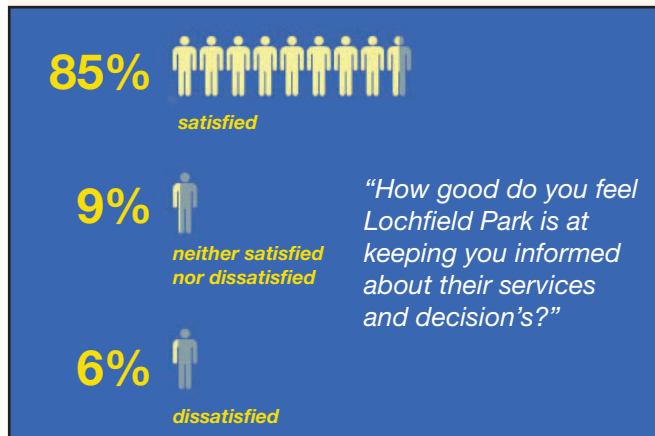 85%
satisfied
9%
neither satisfied
nor dissatisfied
"How good do you feel
Lochfield Park is at
keeping you informed
about their services
and decision's?"
6%
dissatisfied